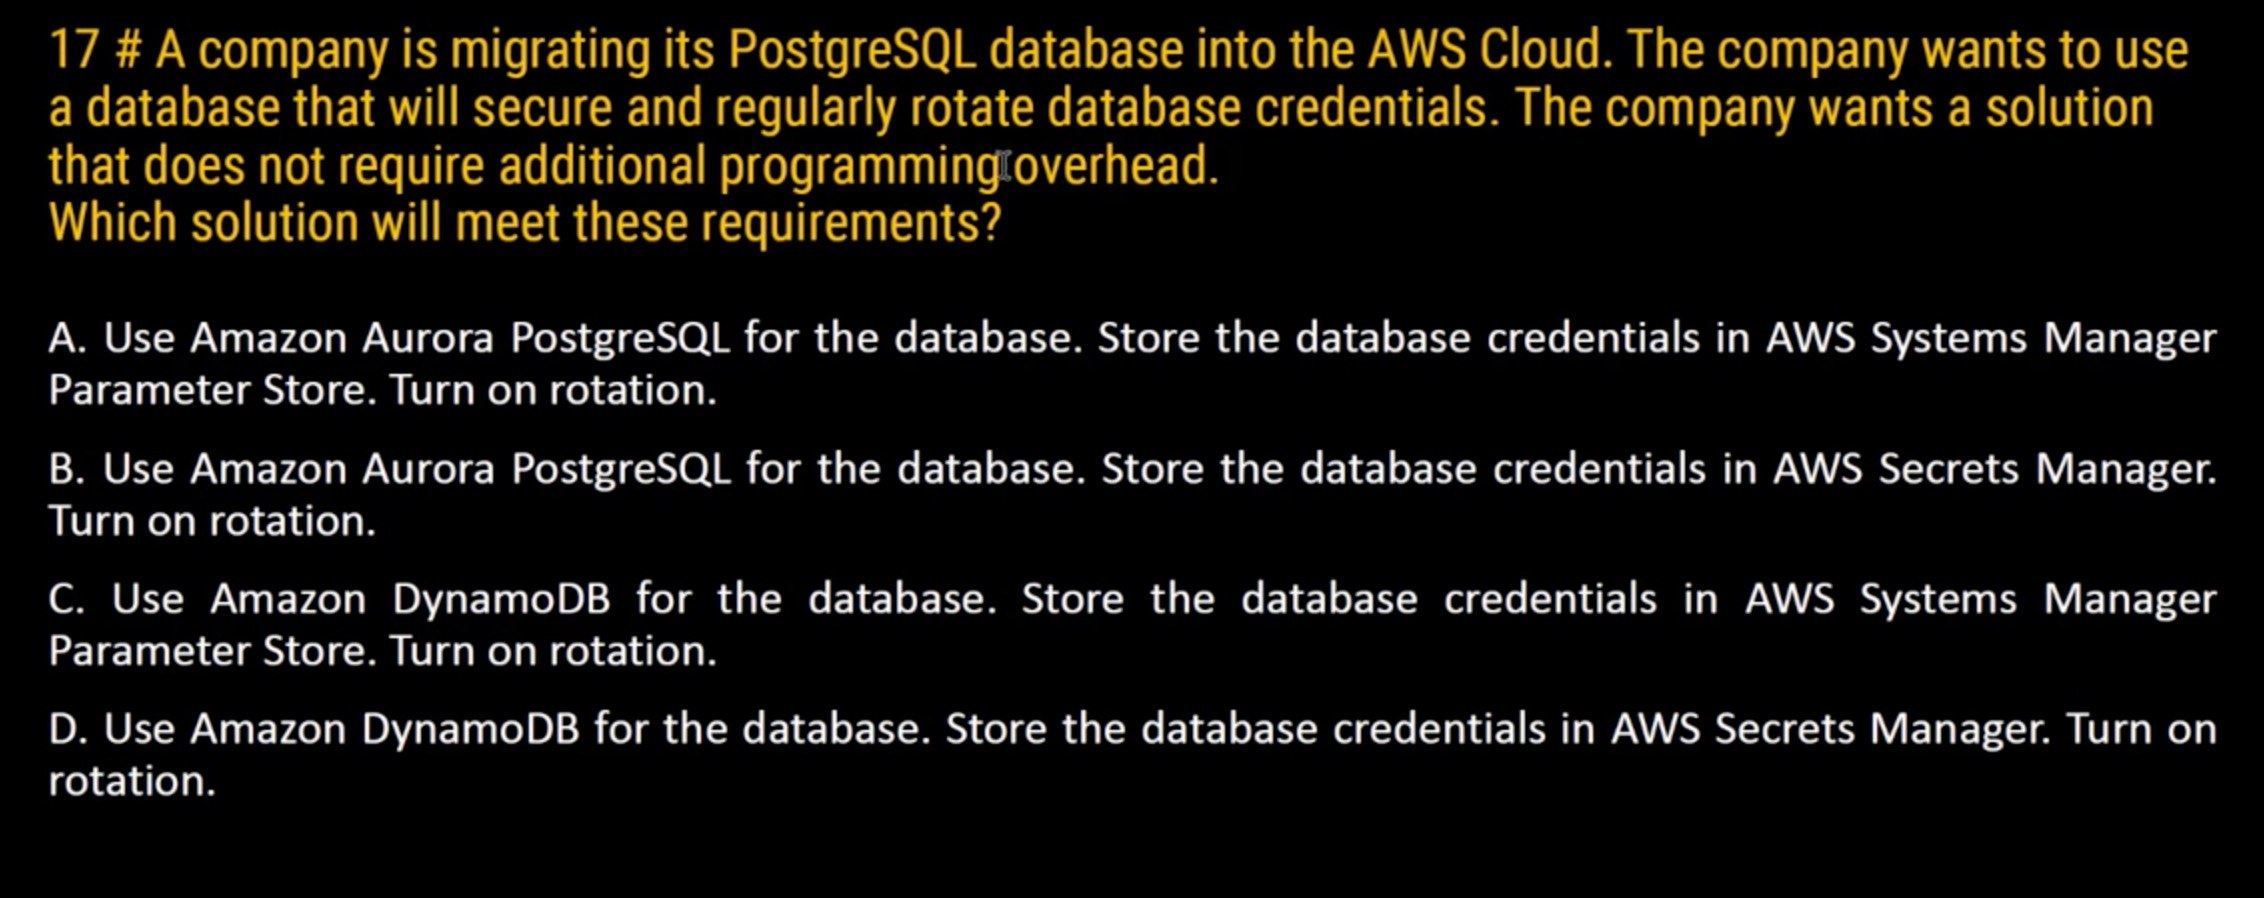 17 # A company is migrating its PostgreSQL database into the AWS Cloud. The company wants to use
a database that will secure and regularly rotate database credentials. The company wants a solution
that does not require additional programming overhead.
Which solution will meet these requirements?
A. Use Amazon Aurora PostgreSQL for the database. Store the database credentials in AWS Systems Manager
Parameter Store. Turn on rotation.
B. Use Amazon Aurora PostgreSQL for the database. Store the database credentials in AWS Secrets Manager.
Turn on rotation.
C. Use Amazon DynamoDB for the database. Store the database credentials in AWS Systems Manager
Parameter Store. Turn on rotation.
D. Use Amazon DynamoDB for the database. Store the database credentials in AWS Secrets Manager. Turn on
rotation.